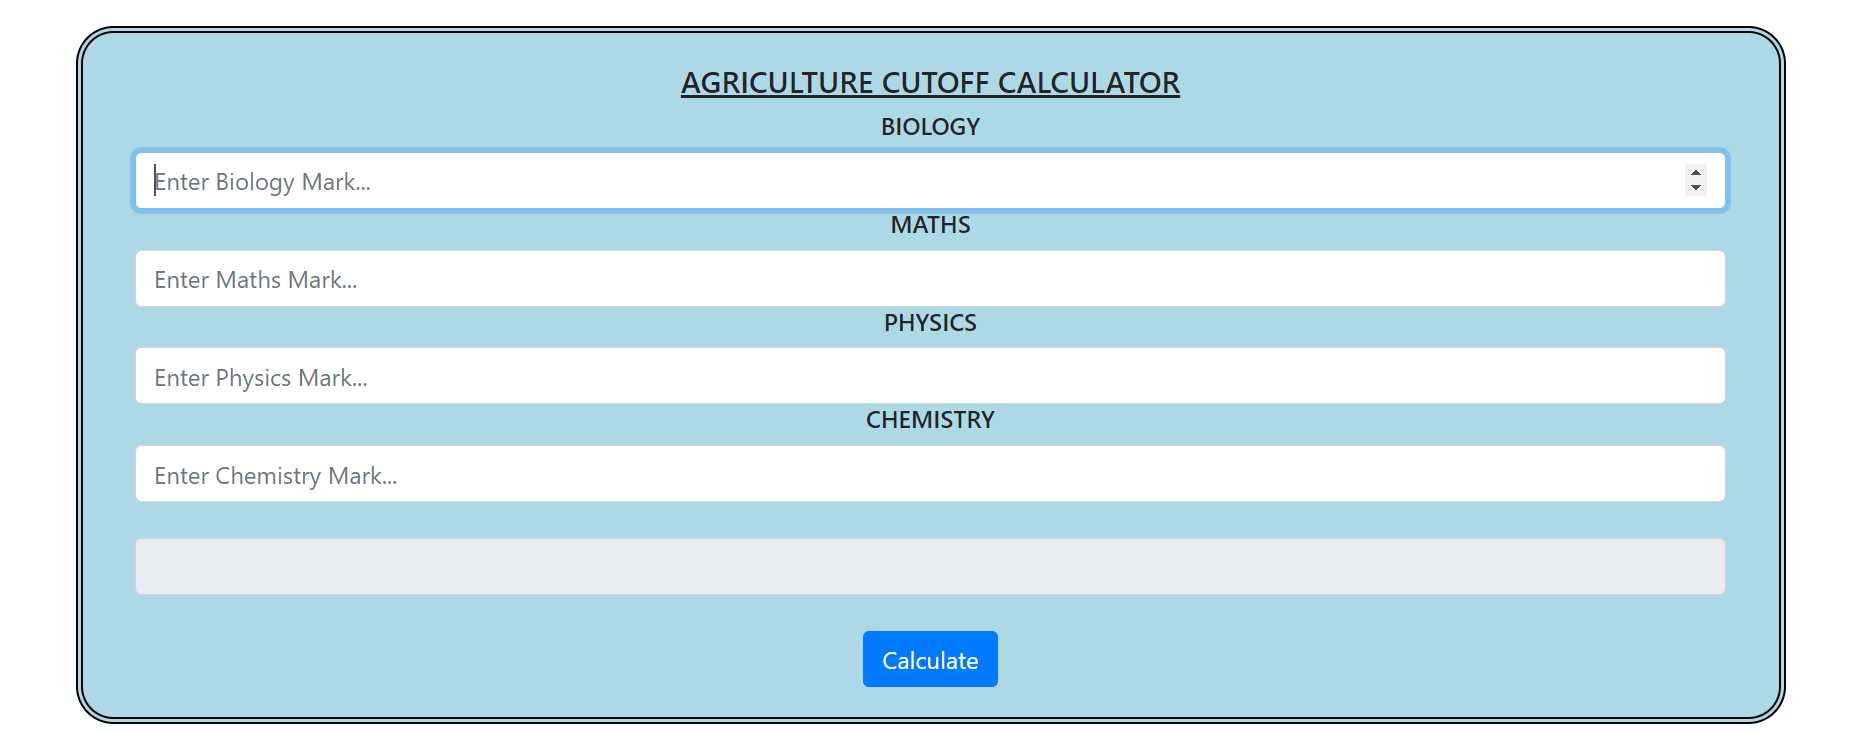 AGRICULTURE CUTOFF CALCULATOR
BIOLOGY
Enter Biology Mark...
MATHS
Enter Maths Mark...
PHYSICS
Enter Physics Mark...
CHEMISTRY
Enter Chemistry Mark...
Calculate